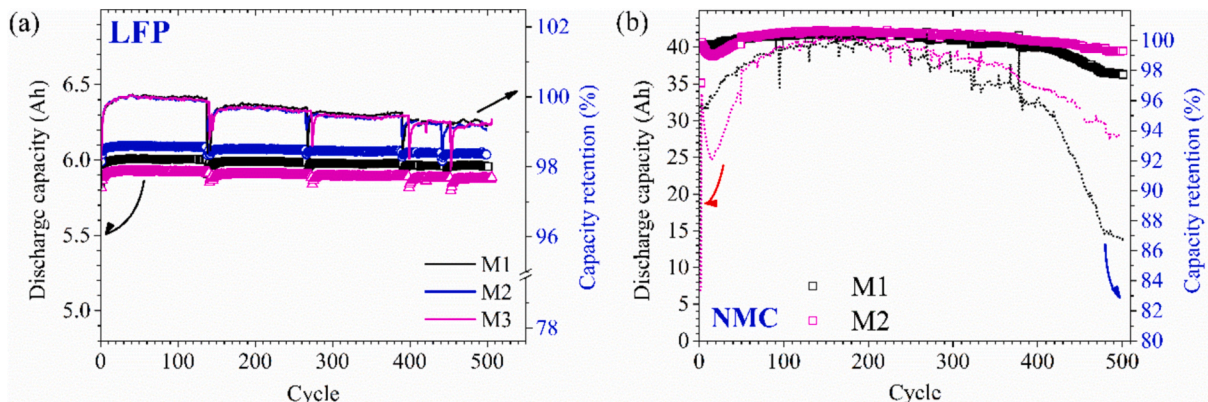 (a)
LFP
Discharge capacity (Ah)
6.5
6.0
5.5
5.0
102
100
98
96
78
Capacity retention (%)
M1
M2
M3
0 100 200 300 400 500
Cycle
(b)
Discharge capacity (Ah)
40
35
30
25
20
15
10
5
0
100
98
96
94
92
90
88
86
84
82
80
Capacity retention (%)
NMC
M1
M2
0 100 200 300 400 500
Cycle